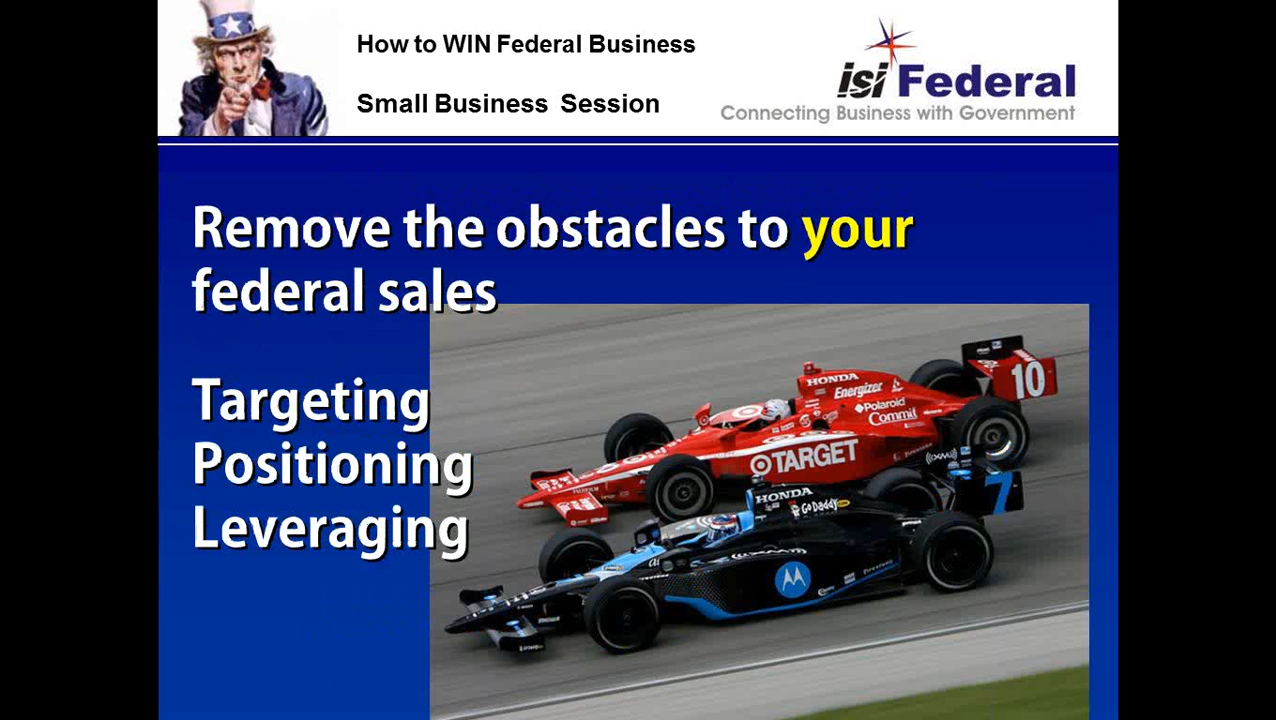 How to WIN Federal Business
Small Business Session
isi Federal
Connecting Business with Government
Remove the obstacles to your
federal sales
Targeting
Positioning
Leveraging
HONDA
Energizer
Polaroid
Commit
10
TARGET
HONDA
GoDaddy
7